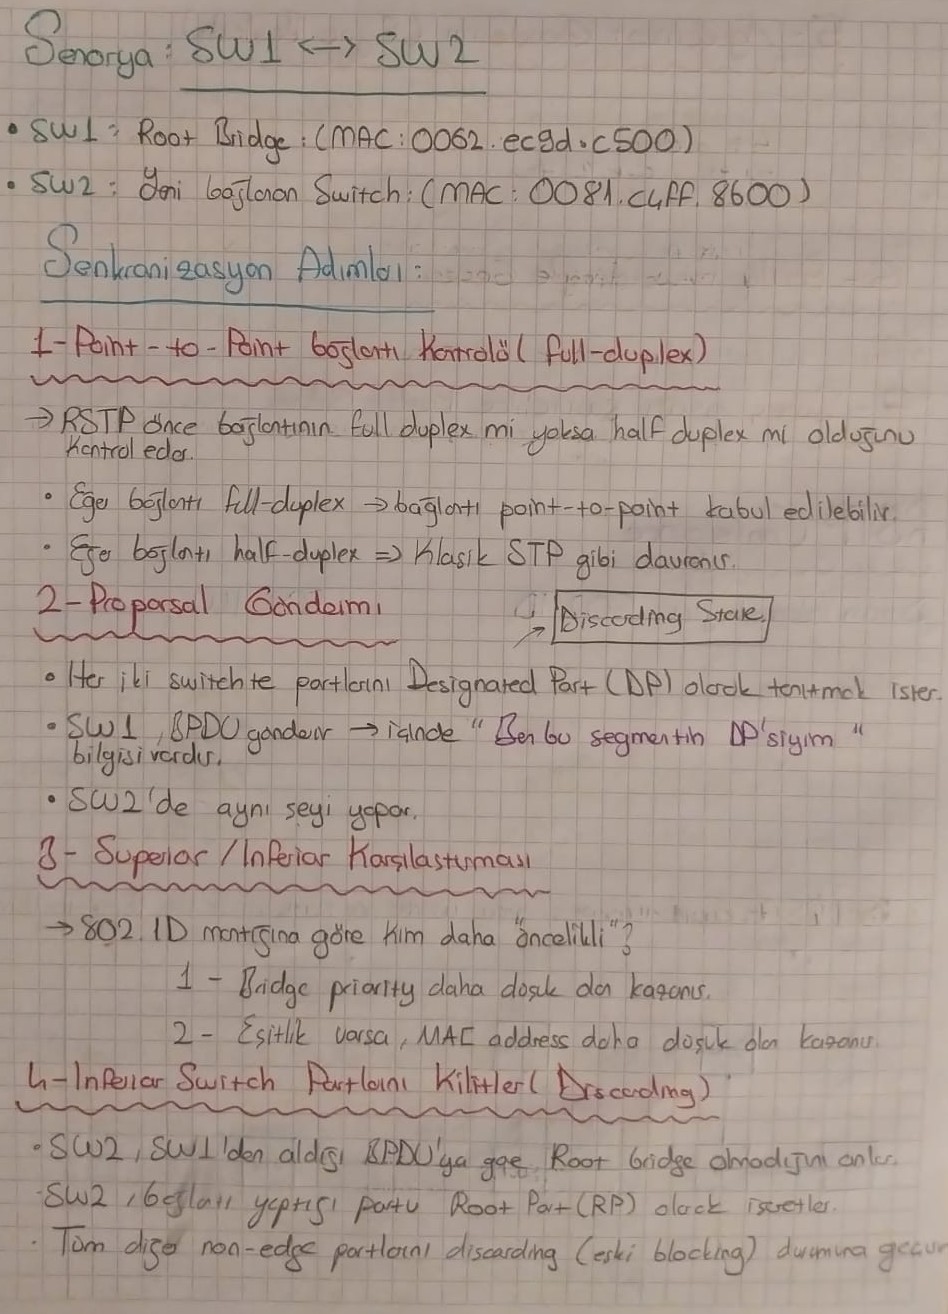 Senorya: SW1 <-> SW2
• SW1: Root Bridge: (MAC: 0062.ec9d.c500)
• SW2: Yeni bağlanan Switch: (MAC: 0081.c4ff.8600)
Senkronizasyon Adımları:
1-Point-to-Point bağlantı Kontrolü (full-duplex)
→ RSTP önce bağlantının full duplex mi yoksa half duplex mi olduğunu
kontrol eder.
• Eğer bağlantı full-duplex → bağlantı point-to-point kabul edilebilir.
• Eğer bağlantı half-duplex => Klasik STP gibi davranır.
2-Proporsal Gönderimi
Discarding State
• Her iki switchte portlarını Designated Port (DP) olarak tanıtmak ister.
• SW1, BPDU gönderir → içinde "Ben bu segmentin DP'siyim"
bilgisi vardır.
• SW2'de aynı seyi yapar.
3- Superior / Inferior Karşılastırması
→ 802.1D mantığına göre kim daha "öncelikli"?
1 - Bridge priority daha düşük olan kazanır.
2 - Eşitlik varsa, MAC address daha düşük olan kazanır.
4-Inferior Switch Portlarını Kilitler (Discarding)
• SW2, SW1'den aldığı BPDU'ya göre Root bridge olmadığını anlar.
• SW2, bağlantı yaptığı portu Root Port (RP) olarak işaretler.
• Tüm diğer non-edge portlarını discarding (eski blocking) durumuna geçirir